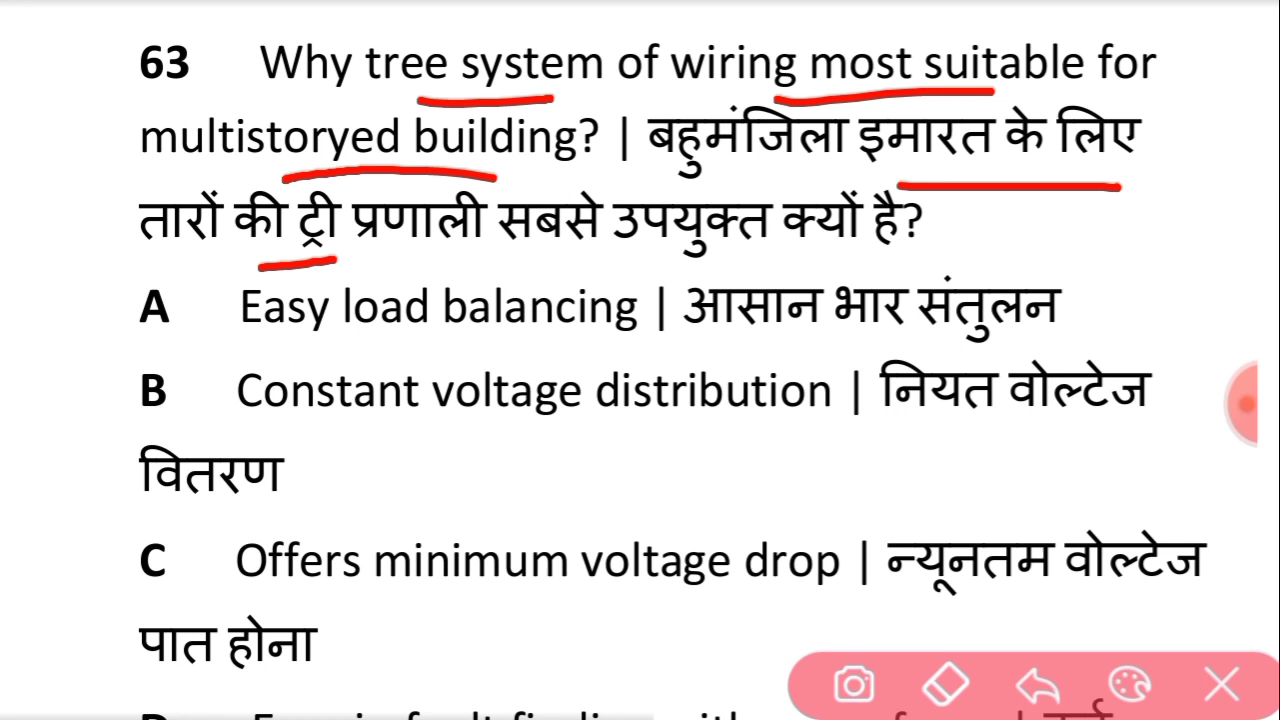 63 Why tree system of wiring most suitable for
multistoryed building? | बहुमंजिला इमारत के लिए
तारों की ट्री प्रणाली सबसे उपयुक्त क्यों है?
A Easy load balancing | आसान भार संतुलन
B Constant voltage distribution | नियत वोल्टेज
वितरण
C Offers minimum voltage drop | न्यूनतम वोल्टेज
पात होना